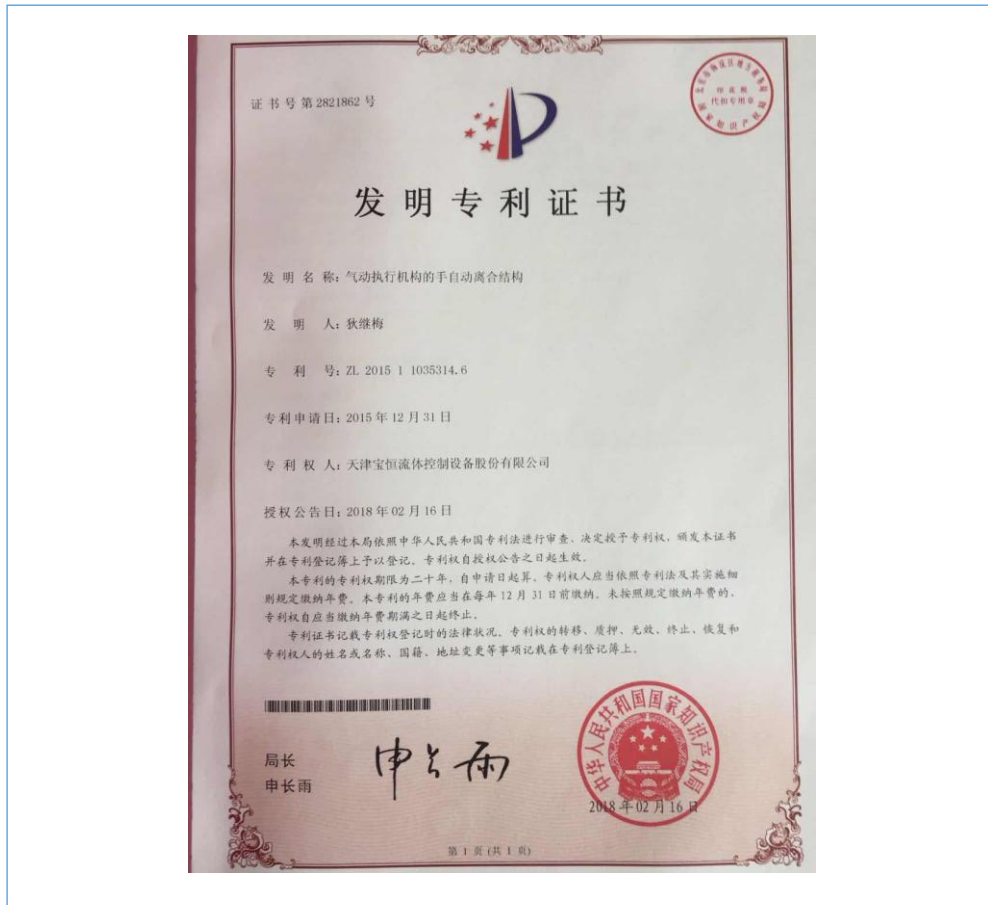 证书号第2821862号
印花税
代扣专用章
国家知识产权局
发明专利证书
发明名称：气动执行机构的手自动离合结构
发明人：狄继梅
专利号：ZL 2015 1 1035314.6
专利申请日：2015年12月31日
专利权人：天津宝恒流体控制设备股份有限公司
授权公告日：2018年02月16日
本发明经过本局依照中华人民共和国专利法进行审查，决定授予专利权，颁发本证书
并在专利登记簿上予以登记。专利权自授权公告之日起生效。
本专利的专利权期限为二十年，自申请日起算。专利权人应当依照专利法及其实施细
则规定缴纳年费。本专利的年费应当在每年12月31日前缴纳。未按照规定缴纳年费的，
专利权自应当缴纳年费期满之日起终止。
专利证书记载专利权登记时的法律状况。专利权的转移、质押、无效、终止、恢复和
专利权人的姓名或名称、国籍、地址变更等事项记载在专利登记簿上。
局长
申长雨
申长雨
中华人民共和国国家知识产权局
2018年02月16日
第1页(共1页)